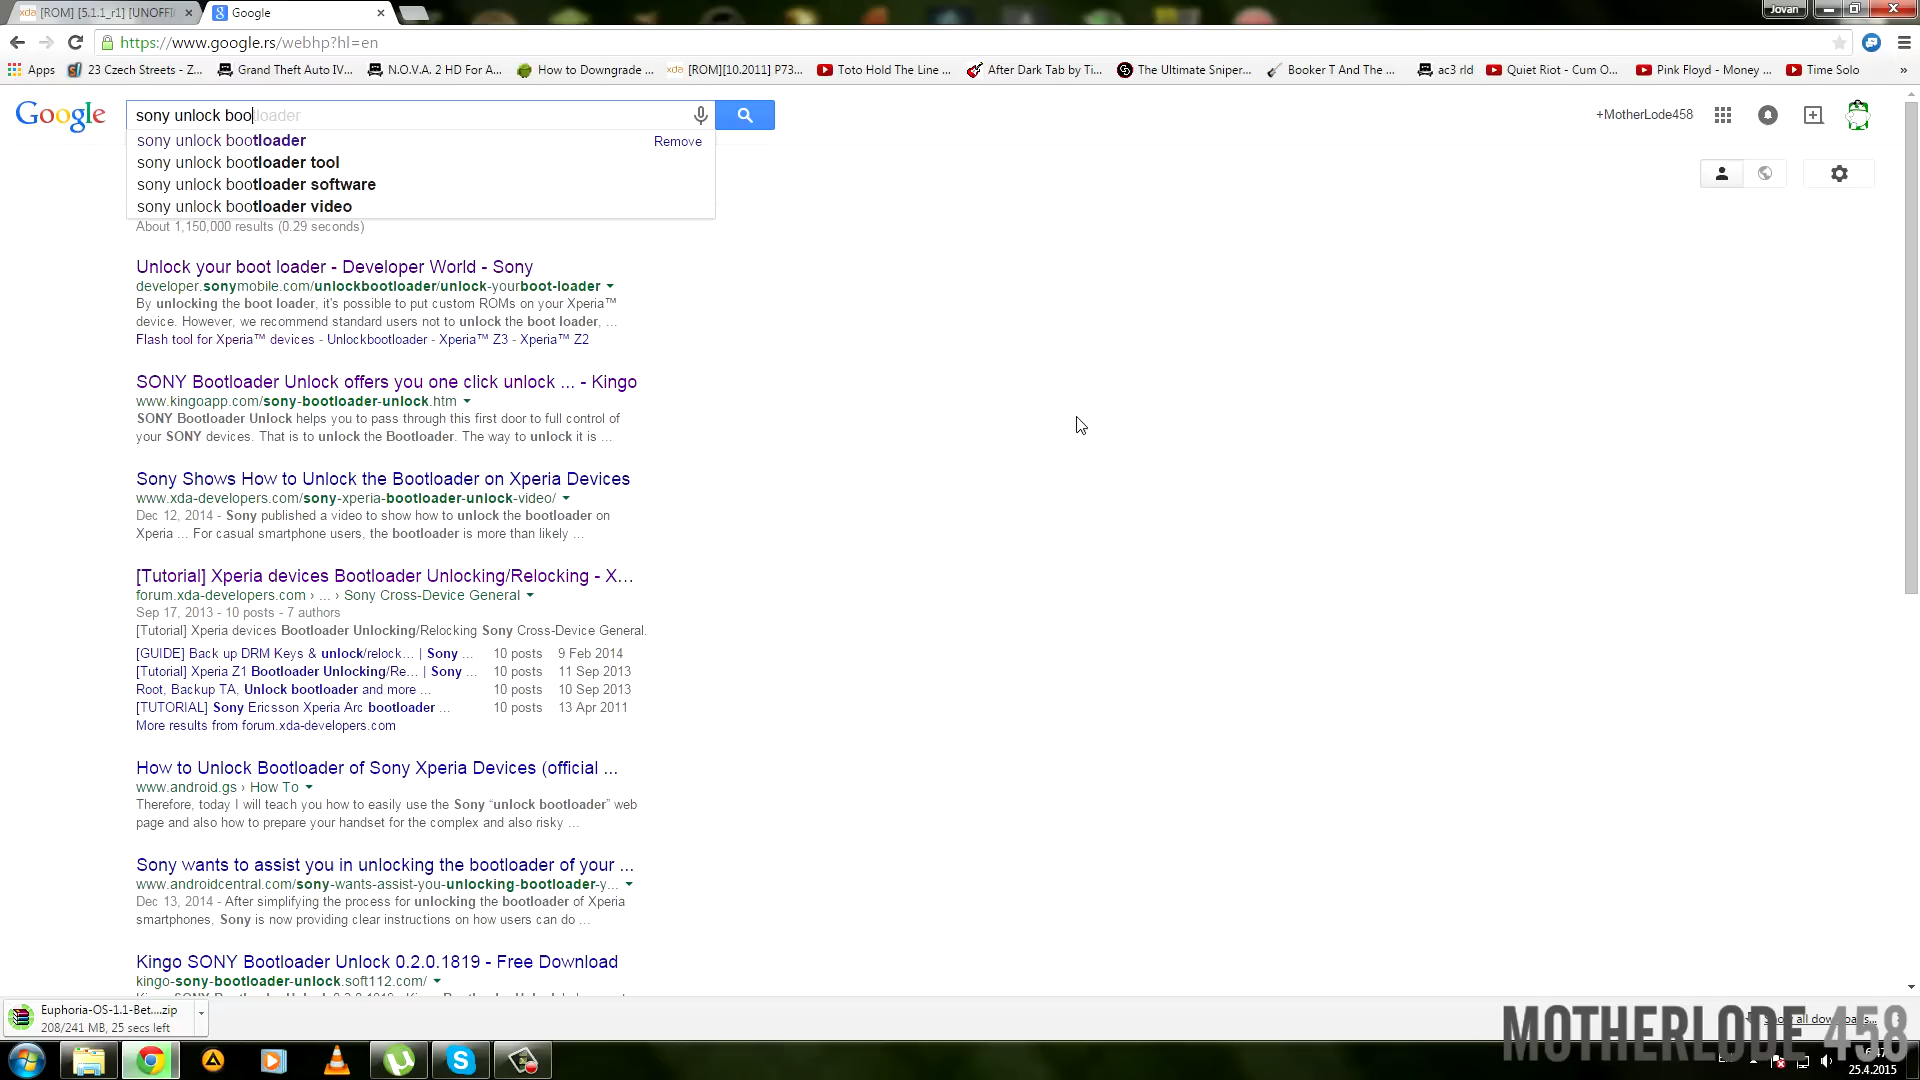 xda [ROM] [5.1.1_r1] [UNOFFI
Google
Jovan
https://www.google.rs/webhp?hl=en
Apps
23 Czech Streets - Z...
Grand Theft Auto IV...
N.O.V.A. 2 HD For A...
How to Downgrade ...
xda [ROM][10.2011] P73...
Toto Hold The Line ...
After Dark Tab by Ti...
The Ultimate Sniper...
Booker T And The ...
ac3 rld
Quiet Riot - Cum O...
Pink Floyd - Money ...
Time Solo
»
Google
sony unlock bootloader
+MotherLode458
sony unlock bootloader
Remove
sony unlock bootloader tool
sony unlock bootloader software
sony unlock bootloader video
About 1,150,000 results (0.29 seconds)
Unlock your boot loader - Developer World - Sony
developer.sonymobile.com/unlockbootloader/unlock-yourboot-loader
By unlocking the boot loader, it's possible to put custom ROMs on your Xperia™
device. However, we recommend standard users not to unlock the boot loader, ...
Flash tool for Xperia™ devices - Unlockbootloader - Xperia™ Z3 - Xperia™ Z2
SONY Bootloader Unlock offers you one click unlock ... - Kingo
www.kingoapp.com/sony-bootloader-unlock.htm
SONY Bootloader Unlock helps you to pass through this first door to full control of
your SONY devices. That is to unlock the Bootloader. The way to unlock it is ...
Sony Shows How to Unlock the Bootloader on Xperia Devices
www.xda-developers.com/sony-xperia-bootloader-unlock-video/
Dec 12, 2014 - Sony published a video to show how to unlock the bootloader on
Xperia ... For casual smartphone users, the bootloader is more than likely ...
[Tutorial] Xperia devices Bootloader Unlocking/Relocking - X...
forum.xda-developers.com › ... › Sony Cross-Device General
Sep 17, 2013 - 10 posts - 7 authors
[Tutorial] Xperia devices Bootloader Unlocking/Relocking Sony Cross-Device General.
[GUIDE] Back up DRM Keys & unlock/relock... | Sony ... 10 posts 9 Feb 2014
[Tutorial] Xperia Z1 Bootloader Unlocking/Re... | Sony ... 10 posts 11 Sep 2013
Root, Backup TA, Unlock bootloader and more ... 10 posts 10 Sep 2013
[TUTORIAL] Sony Ericsson Xperia Arc bootloader ... 10 posts 13 Apr 2011
More results from forum.xda-developers.com
How to Unlock Bootloader of Sony Xperia Devices (official ...
www.android.gs › How To
Therefore, today I will teach you how to easily use the Sony “unlock bootloader” web
page and also how to prepare your handset for the complex and also risky ...
Sony wants to assist you in unlocking the bootloader of your ...
www.androidcentral.com/sony-wants-assist-you-unlocking-bootloader-y...
Dec 13, 2014 - After simplifying the process for unlocking the bootloader of Xperia
smartphones, Sony is now providing clear instructions on how users can do ...
Kingo SONY Bootloader Unlock 0.2.0.1819 - Free Download
kingo-sony-bootloader-unlock.soft112.com/
Euphoria-OS-1.1-Bet....zip
208/241 MB, 25 secs left
Show all downloads...
MOTHERLODE 458
25.4.2015